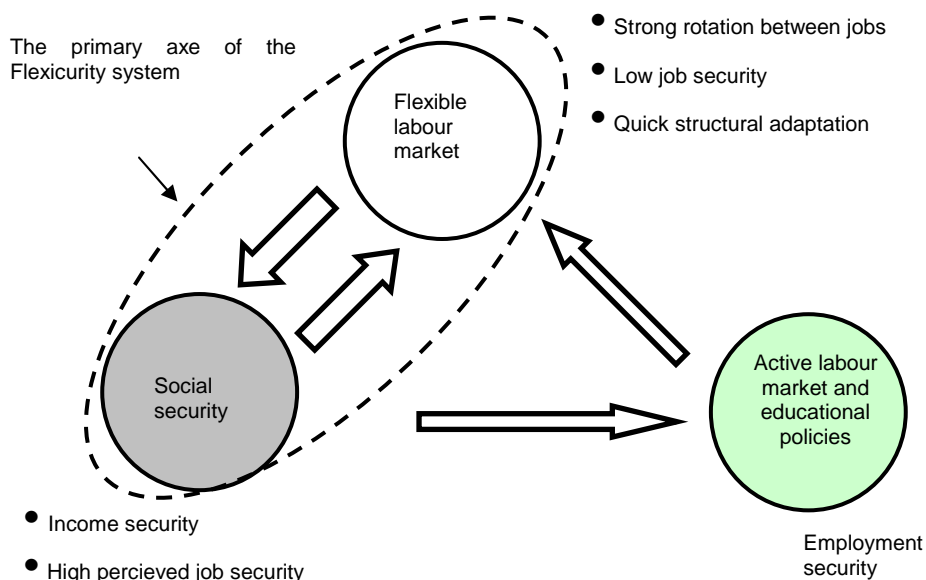 The primary axe of the
Flexicurity system
Flexible
labour
market
• Strong rotation between jobs
• Low job security
• Quick structural adaptation
Social
security
Active labour
market and
educational
policies
• Income security
• High percieved job security
Employment
security